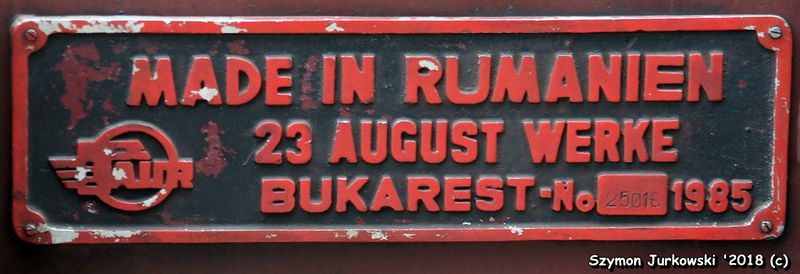 MADE IN RUMANIEN
23 AUGUST WERKE
BUKAREST-No 25016 1985
Szymon Jurkowski '2018 (c)